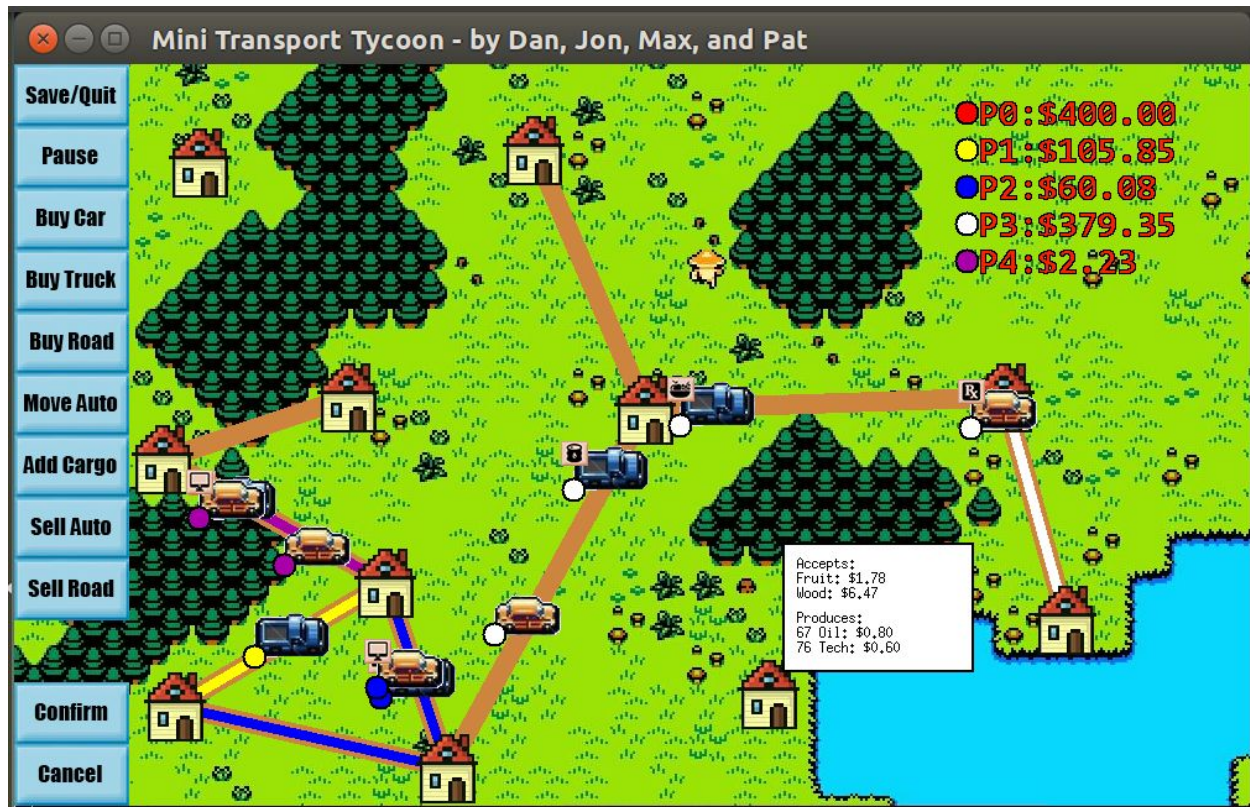 Mini Transport Tycoon - by Dan, Jon, Max, and Pat
Save/Quit
Pause
Buy Car
Buy Truck
Buy Road
Move Auto
Add Cargo
Sell Auto
Sell Road
Confirm
Cancel
P0:$400.00
P1:$105.85
P2:$60.08
P3:$379.35
P4:$2.23
Rx
Accepts:
Fruit: $1.78
Wood: $6.47
Produces:
67 Oil: $0.80
76 Tech: $0.60